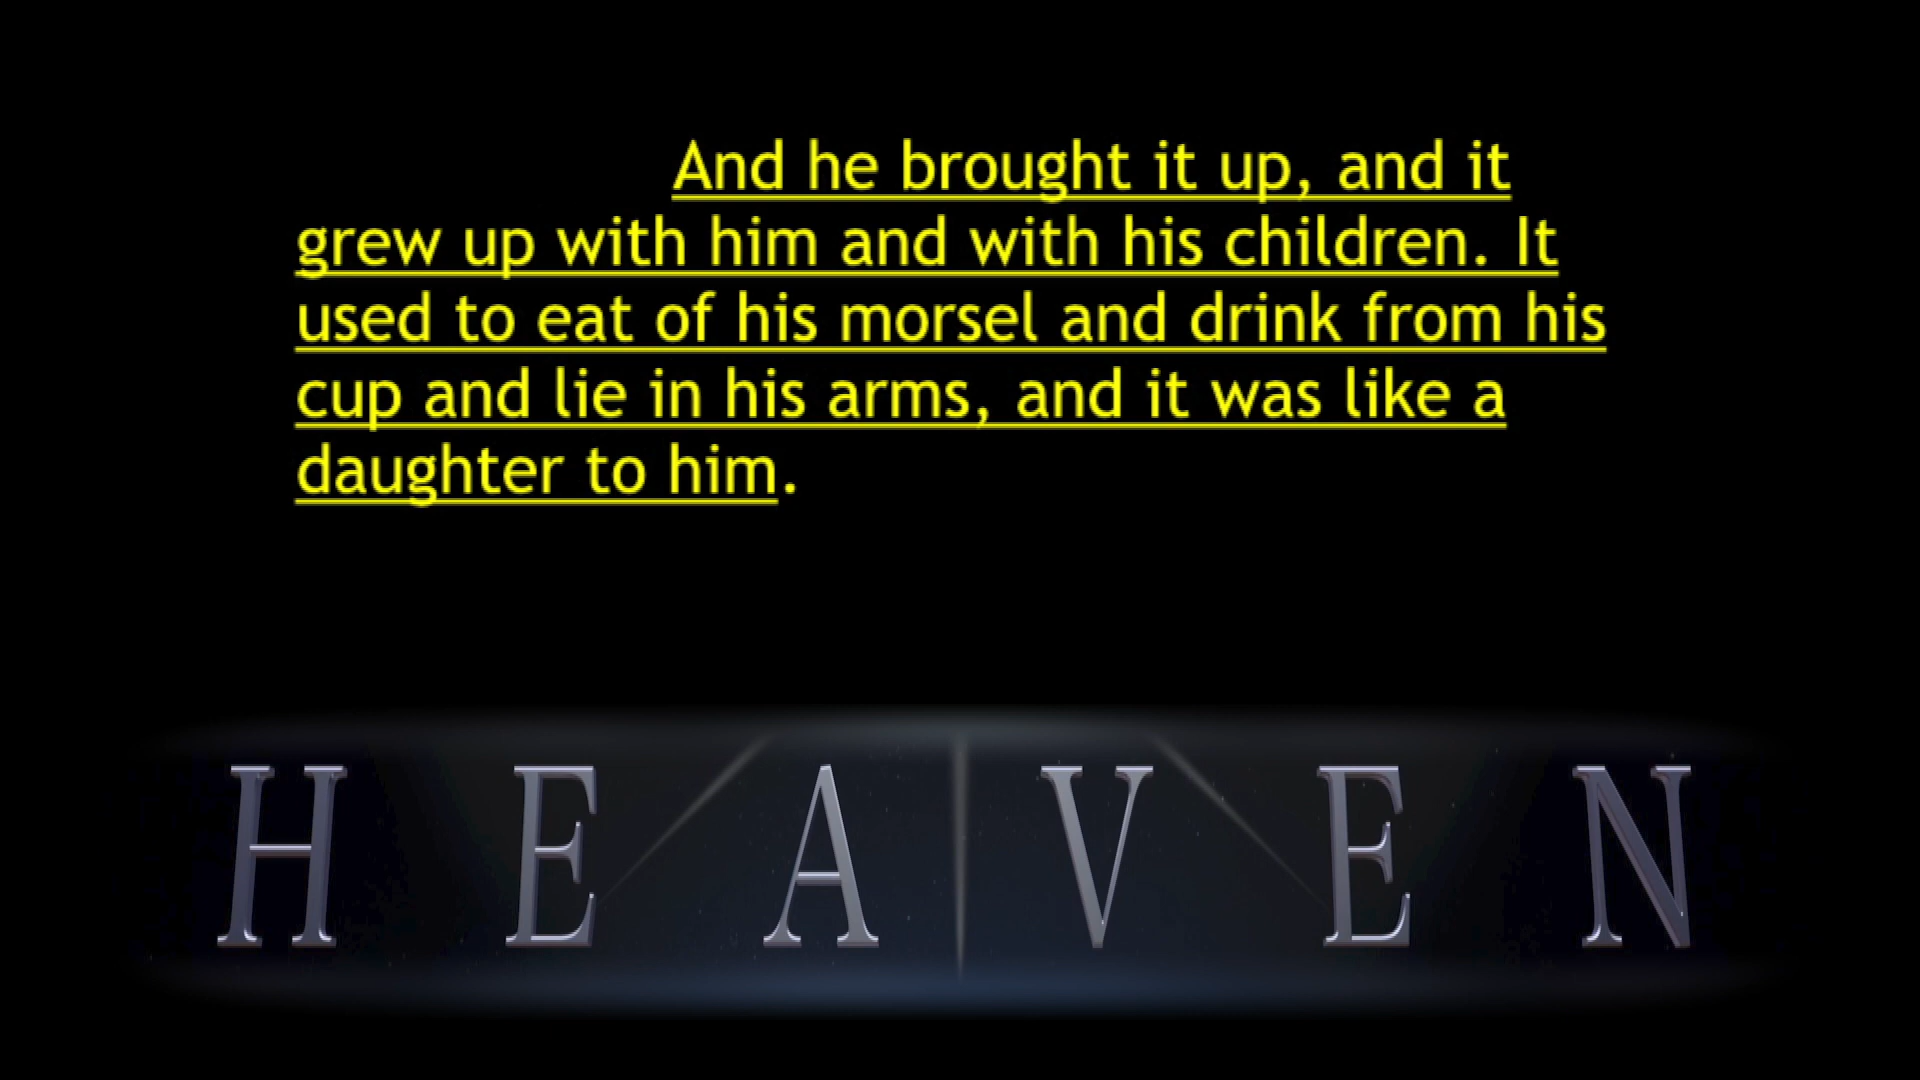 And he brought it up, and it
grew up with him and with his children. It
used to eat of his morsel and drink from his
cup and lie in his arms, and it was like a
daughter to him.
HEAVEN